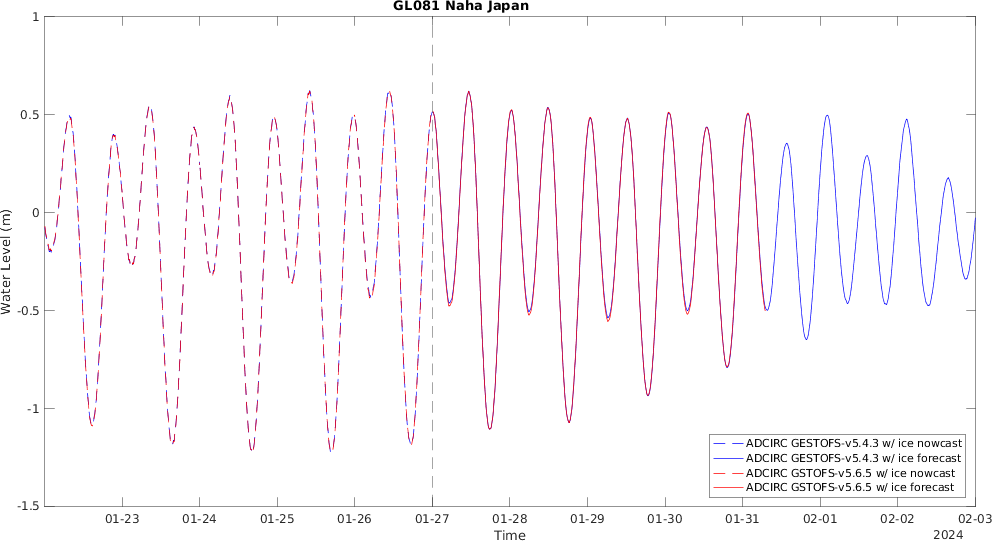 GL081 Naha Japan
1
0.5
0
-0.5
-1
-1.5
Water Level (m)
01-23 01-24 01-25 01-26 01-27 01-28 01-29 01-30 01-31 02-01 02-02 02-03
Time
2024
ADCIRC GESTOFS-v5.4.3 w/ ice nowcast
ADCIRC GESTOFS-v5.4.3 w/ ice forecast
ADCIRC GSTOFS-v5.6.5 w/ ice nowcast
ADCIRC GSTOFS-v5.6.5 w/ ice forecast